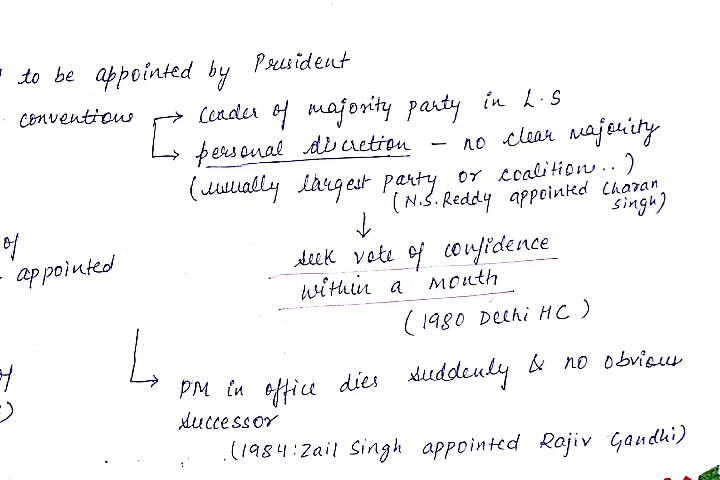 to be appointed by President
conventions → Leader of majority party in L.S
→ personal discretion – no clear majority
(usually largest party or coalition..)
(N.S. Reddy appointed Charan
singh)
↓
of
seek vote of confidence
appointed
within a month
(1980 Delhi HC)
→ PM in office dies suddenly & no obvious
successor
(1984: Zail Singh appointed Rajiv Gandhi)